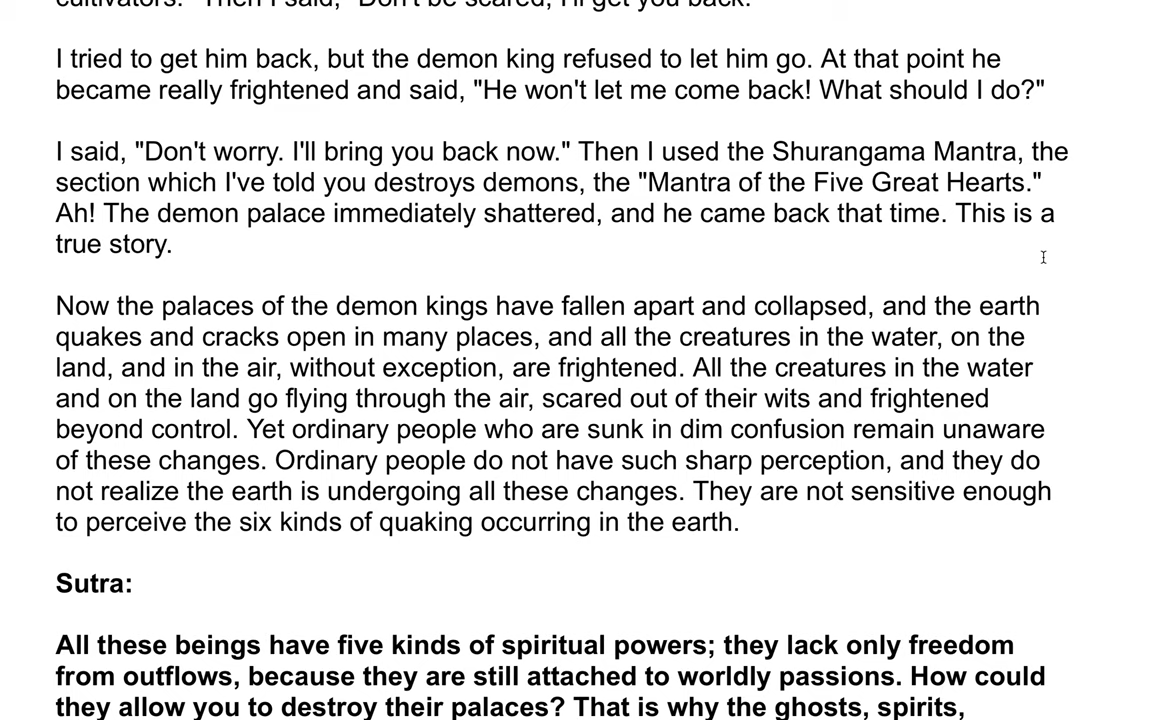 cultivators." Then I said, "Don't be scared, I'll get you back."
I tried to get him back, but the demon king refused to let him go. At that point he
became really frightened and said, "He won't let me come back! What should I do?"
I said, "Don't worry. I'll bring you back now." Then I used the Shurangama Mantra, the
section which I've told you destroys demons, the "Mantra of the Five Great Hearts."
Ah! The demon palace immediately shattered, and he came back that time. This is a
true story.
Now the palaces of the demon kings have fallen apart and collapsed, and the earth
quakes and cracks open in many places, and all the creatures in the water, on the
land, and in the air, without exception, are frightened. All the creatures in the water
and on the land go flying through the air, scared out of their wits and frightened
beyond control. Yet ordinary people who are sunk in dim confusion remain unaware
of these changes. Ordinary people do not have such sharp perception, and they do
not realize the earth is undergoing all these changes. They are not sensitive enough
to perceive the six kinds of quaking occurring in the earth.
Sutra:
All these beings have five kinds of spiritual powers; they lack only freedom
from outflows, because they are still attached to worldly passions. How could
they allow you to destroy their palaces? That is why the ghosts, spirits,